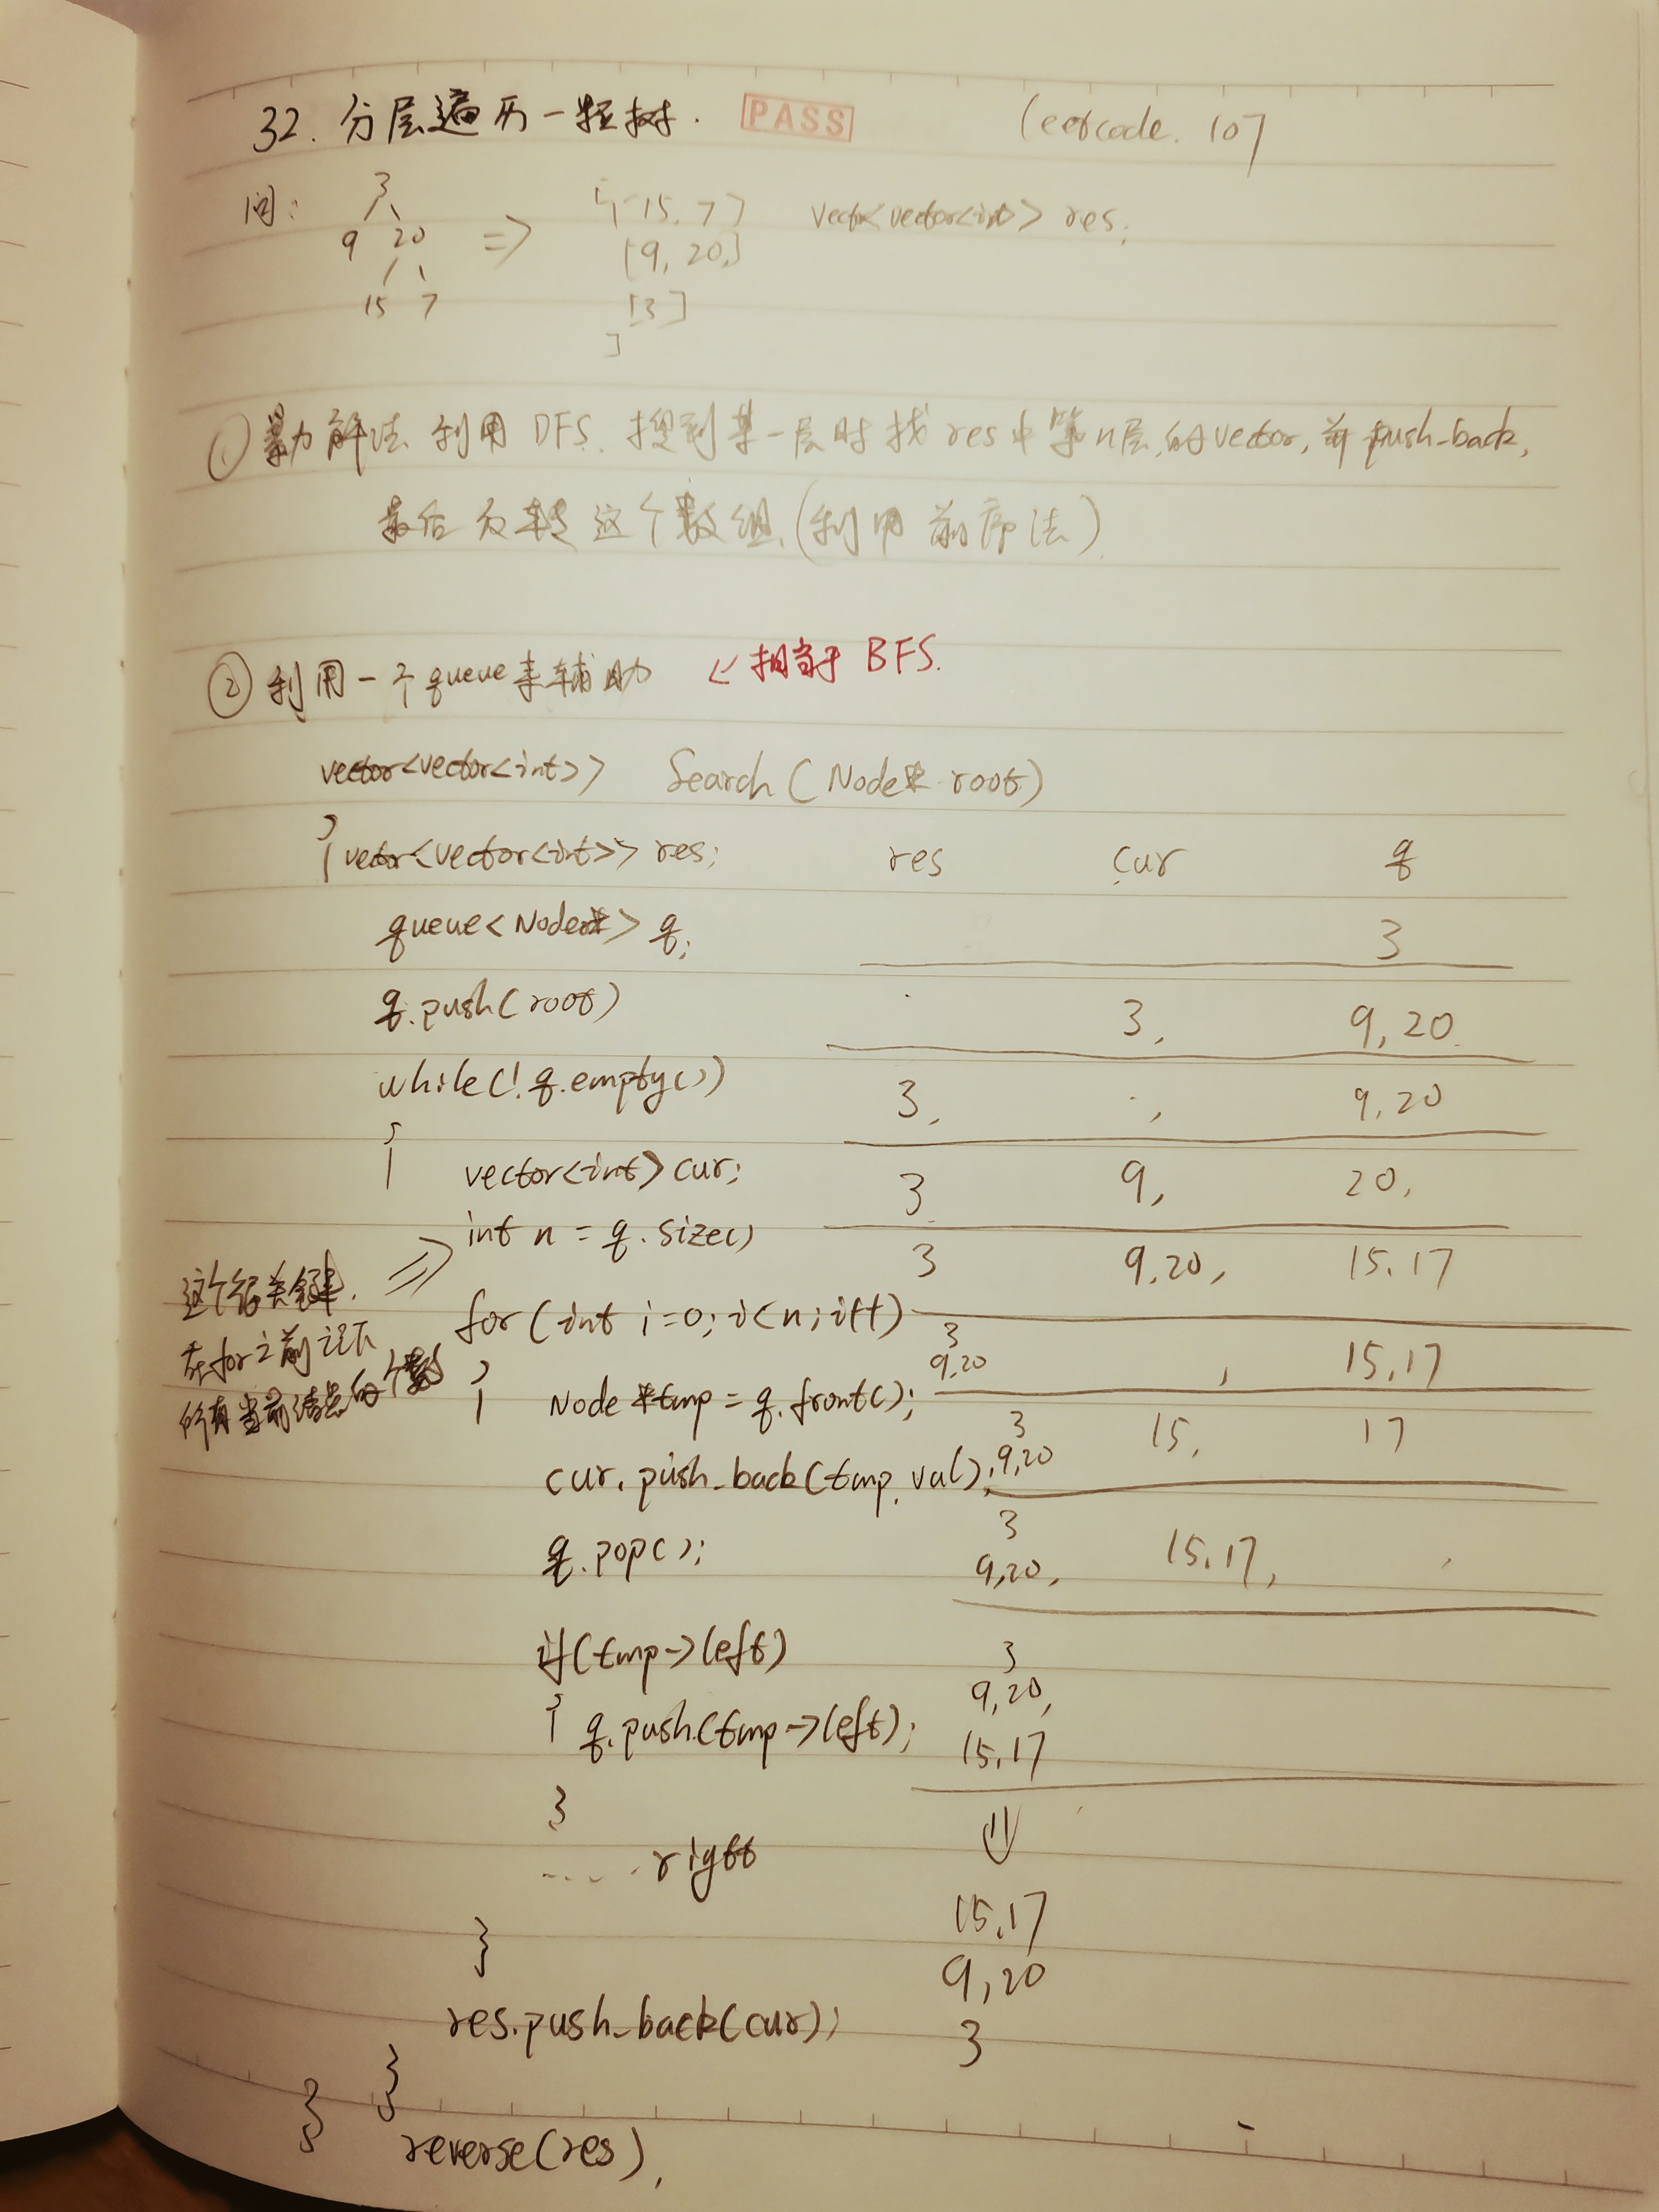 32. 分层遍历一颗树. PASS leetcode. 107
问: 3
9 20 => [ [15, 7] vector<vector<int>> res;
[9, 20]
15 7 [3]
]
① 暴力解法 利用 DFS. 搜到某一层时找 res 中第n层的vector, 前 push_back,
最后反转这个数组 (利用前序法)
② 利用一个queue来辅助 ← 相当于 BFS.
vector<vector<int>> Search(Node* root)
{ vector<vector<int>> res;
queue<Node*> q;
q.push(root)
while(!q.empty())
{
vector<int> cur;
int n = q.size()
这个很关键. =>
在for之前记下
所有当前结点的个数
for(int i=0; i<n; i++)
{ Node *tmp = q.front();
cur.push_back(tmp.val);
q.pop();
if(tmp->left)
{ q.push(tmp->left);
}
..... right
}
res.push_back(cur);
}
}
reverse(res),
res cur q
3
3, 9, 20
3, , 9, 20
3 9, 20,
3 9, 20, 15, 17
3
9, 20 , 15, 17
3
9, 20 15, 17
3
9, 20, 15, 17, ,
3
9, 20,
15, 17
⇓
15, 17
9, 20
3